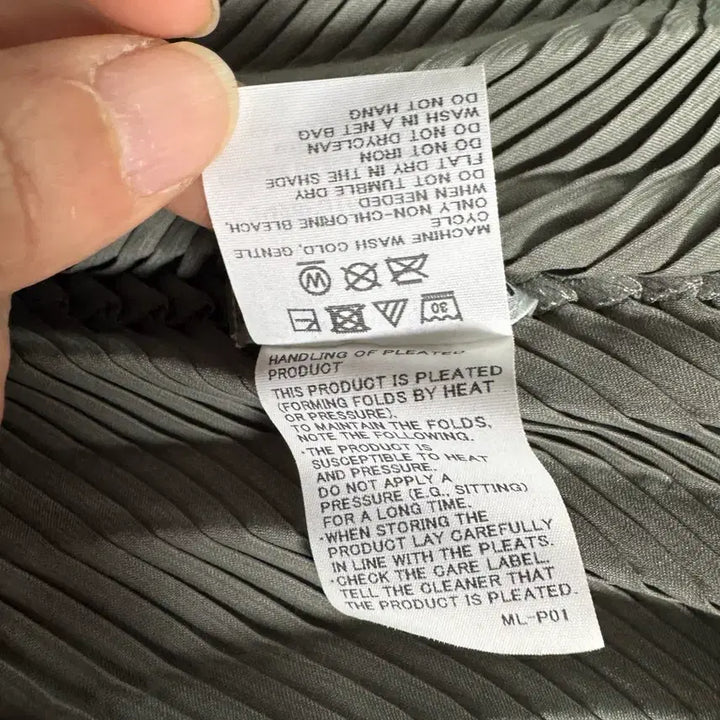 MACHINE WASH COLD, GENTLE
CYCLE
ONLY NON-CHLORINE BLEACH,
WHEN NEEDED
DO NOT TUMBLE DRY
FLAT DRY IN THE SHADE
DO NOT IRON
DO NOT DRYCLEAN
WASH IN A NET BAG
DO NOT HANG
30
W
HANDLING OF PLEATED
PRODUCT
THIS PRODUCT IS PLEATED
(FORMING FOLDS BY HEAT
OR PRESSURE).
TO MAINTAIN THE FOLDS,
NOTE THE FOLLOWING.
·THE PRODUCT IS
SUSCEPTIBLE TO HEAT
AND PRESSURE.
DO NOT APPLY A
PRESSURE (E.Q., SITTING)
FOR A LONG TIME.
·WHEN STORING THE
PRODUCT LAY CAREFULLY
IN LINE WITH THE PLEATS.
·CHECK THE CARE LABEL.
TELL THE CLEANER THAT
THE PRODUCT IS PLEATED.
ML-P01